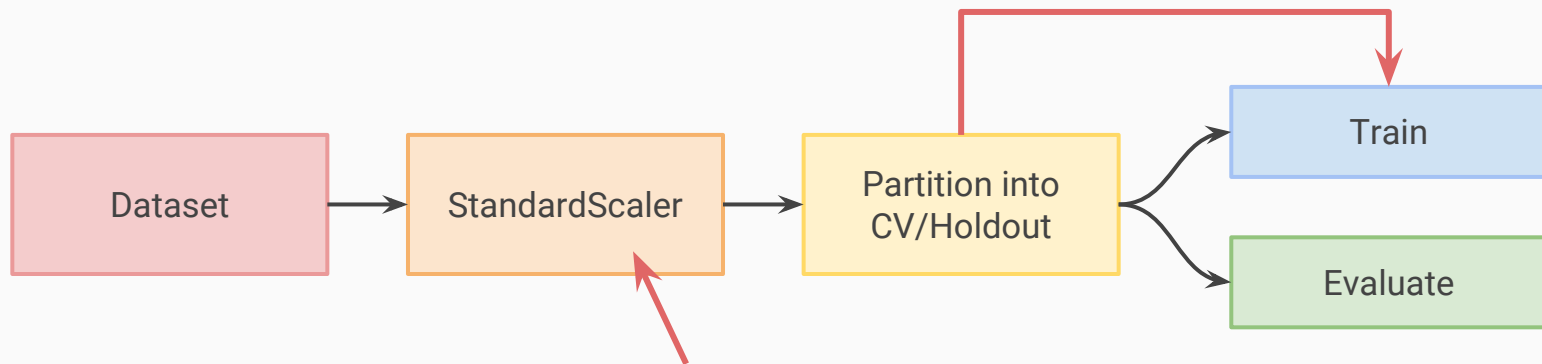 Dataset
StandardScaler
Partition into
CV/Holdout
Train
Evaluate